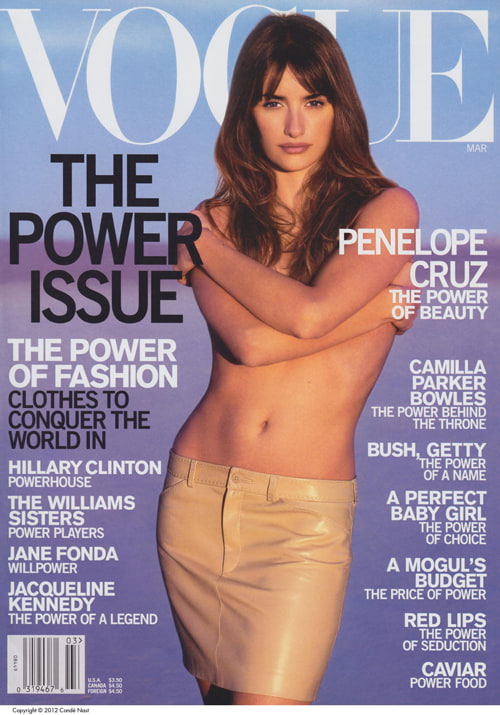 VOGUE
MAR
THE
POWER
ISSUE
THE POWER
OF FASHION
CLOTHES TO
CONQUER THE
WORLD IN
HILLARY CLINTON
POWERHOUSE
THE WILLIAMS
SISTERS
POWER PLAYERS
JANE FONDA
WILLPOWER
JACQUELINE
KENNEDY
THE POWER OF A LEGEND
PENELOPE
CRUZ
THE POWER
OF BEAUTY
CAMILLA
PARKER
BOWLES
THE POWER BEHIND
THE THRONE
BUSH, GETTY
THE POWER
OF A NAME
A PERFECT
BABY GIRL
THE POWER
OF CHOICE
A MOGUL'S
BUDGET
THE PRICE OF POWER
RED LIPS
THE POWER
OF SEDUCTION
CAVIAR
POWER FOOD
03>
0 319467 6
U.S.A. $3.50
CANADA $4.50
FOREIGN $4.50
Copyright © 2012 Condé Nast